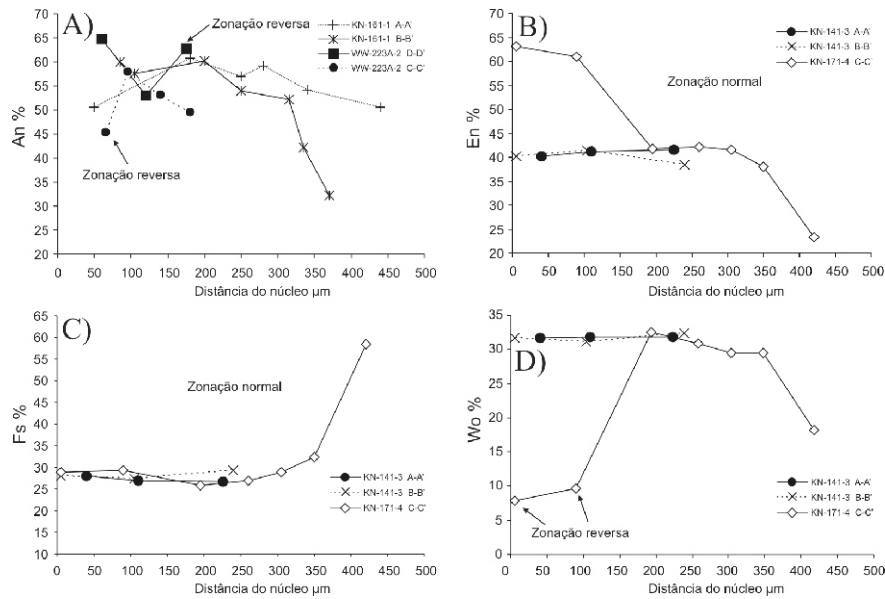 A)
An %
70
65
60
55
50
45
40
35
30
25
20
0 50 100 150 200 250 300 350 400 450 500
Distância do núcleo µm
Zonação reversa
Zonação reversa
KN-161-1 A-A'
KN-161-1 B-B'
WW-223A-2 D-D'
WW-223A-2 C-C'
B)
En %
65
60
55
50
45
40
35
30
25
20
0 50 100 150 200 250 300 350 400 450 500
Distância do núcleo µm
Zonação normal
KN-141-3 A-A'
KN-141-3 B-B'
KN-171-4 C-C'
C)
Fs %
65
60
55
50
45
40
35
30
25
20
15
10
0 50 100 150 200 250 300 350 400 450 500
Distância do núcleo µm
Zonação normal
KN-141-3 A-A'
KN-141-3 B-B'
KN-171-4 C-C'
D)
Wo %
35
30
25
20
15
10
5
0
0 50 100 150 200 250 300 350 400 450 500
Distância do núcleo µm
Zonação reversa
KN-141-3 A-A'
KN-141-3 B-B'
KN-171-4 C-C'